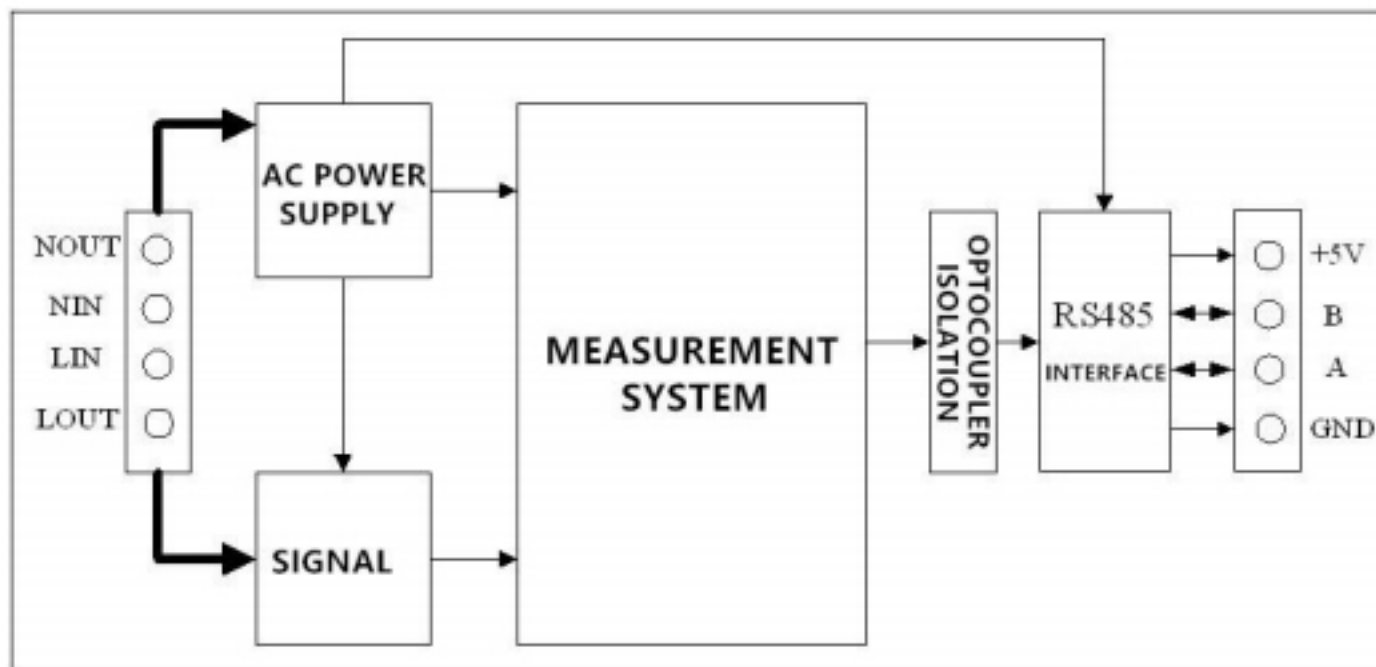 NOUT
NIN
LIN
LOUT
AC POWER
SUPPLY
SIGNAL
MEASUREMENT
SYSTEM
OPTOCOUPLER
ISOLATION
RS485
INTERFACE
+5V
B
A
GND